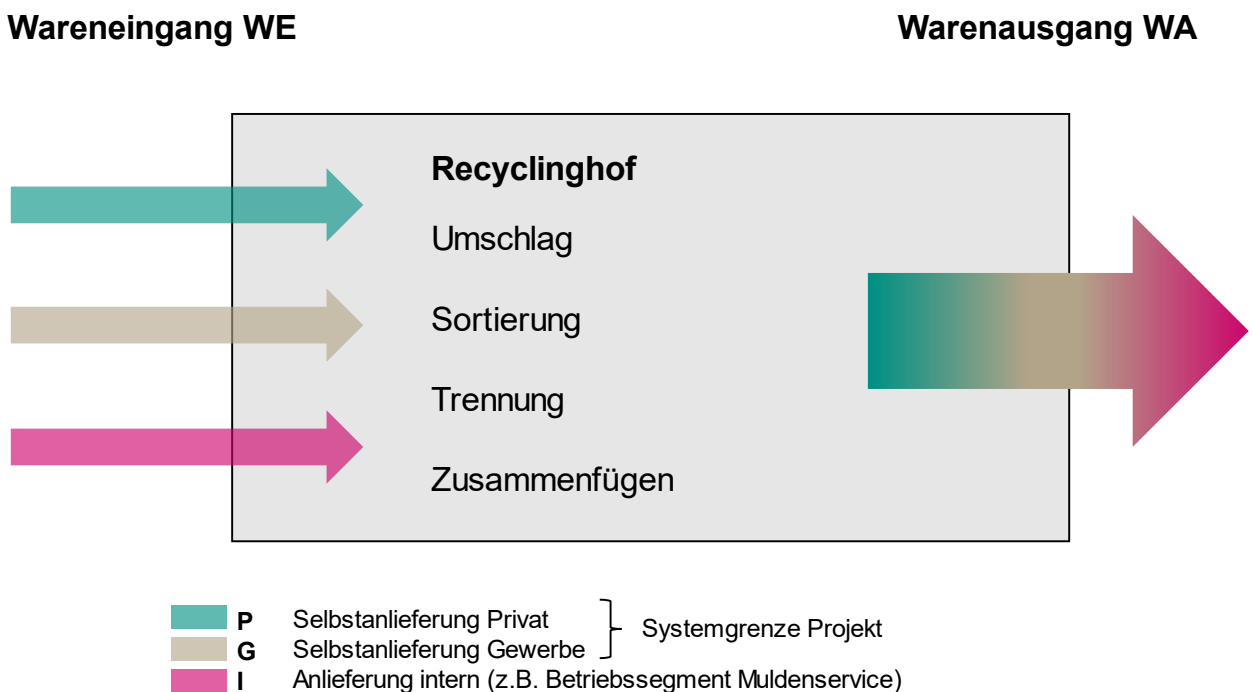 Wareneingang WE
Warenausgang WA
Recyclinghof
Umschlag
Sortierung
Trennung
Zusammenfügen
P Selbstanlieferung Privat
G Selbstanlieferung Gewerbe
Systemgrenze Projekt
I Anlieferung intern (z.B. Betriebssegment Muldenservice)